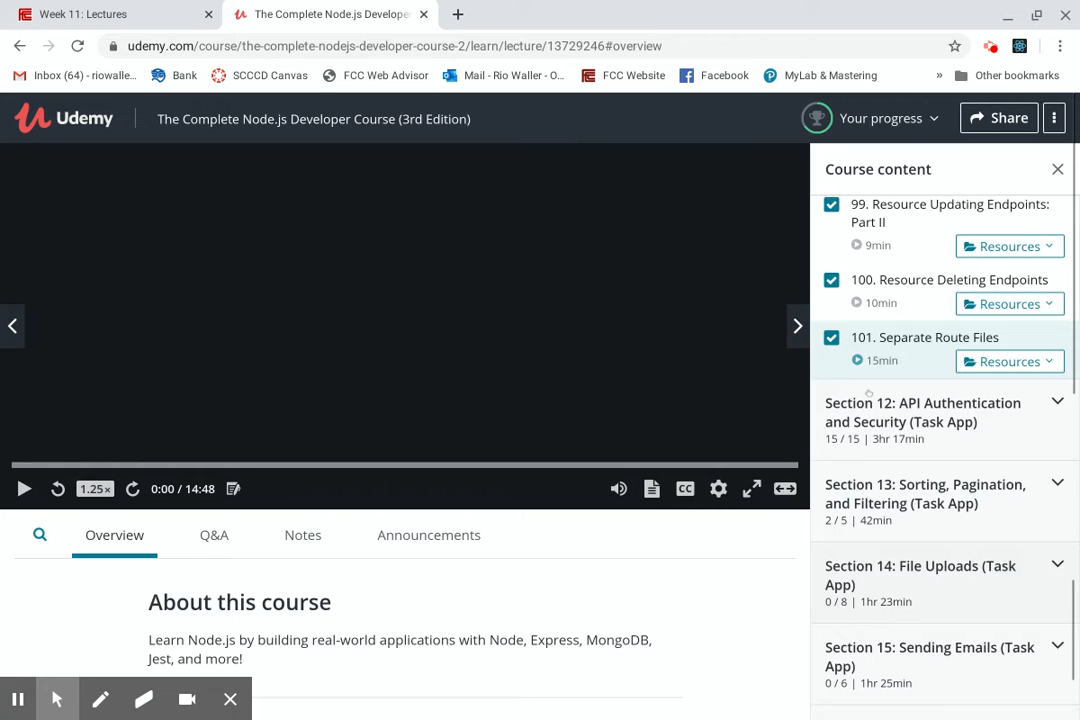 Week 11: Lectures
The Complete Node.js Develope
udemy.com/course/the-complete-nodejs-developer-course-2/learn/lecture/13729246#overview
Inbox (64) - riowalle...
Bank
SCCCD Canvas
FCC Web Advisor
Mail - Rio Waller - O...
FCC Website
Facebook
MyLab & Mastering
»
Other bookmarks
Udemy
The Complete Node.js Developer Course (3rd Edition)
Your progress
Share
Course content
99. Resource Updating Endpoints:
Part II
9min
Resources
100. Resource Deleting Endpoints
10min
Resources
101. Separate Route Files
15min
Resources
Section 12: API Authentication
and Security (Task App)
15 / 15 | 3hr 17min
Section 13: Sorting, Pagination,
and Filtering (Task App)
2 / 5 | 42min
Section 14: File Uploads (Task
App)
0 / 8 | 1hr 23min
Section 15: Sending Emails (Task
App)
0 / 6 | 1hr 25min
1.25×
0:00 / 14:48
CC
Overview
Q&A
Notes
Announcements
About this course
Learn Node.js by building real-world applications with Node, Express, MongoDB,
Jest, and more!